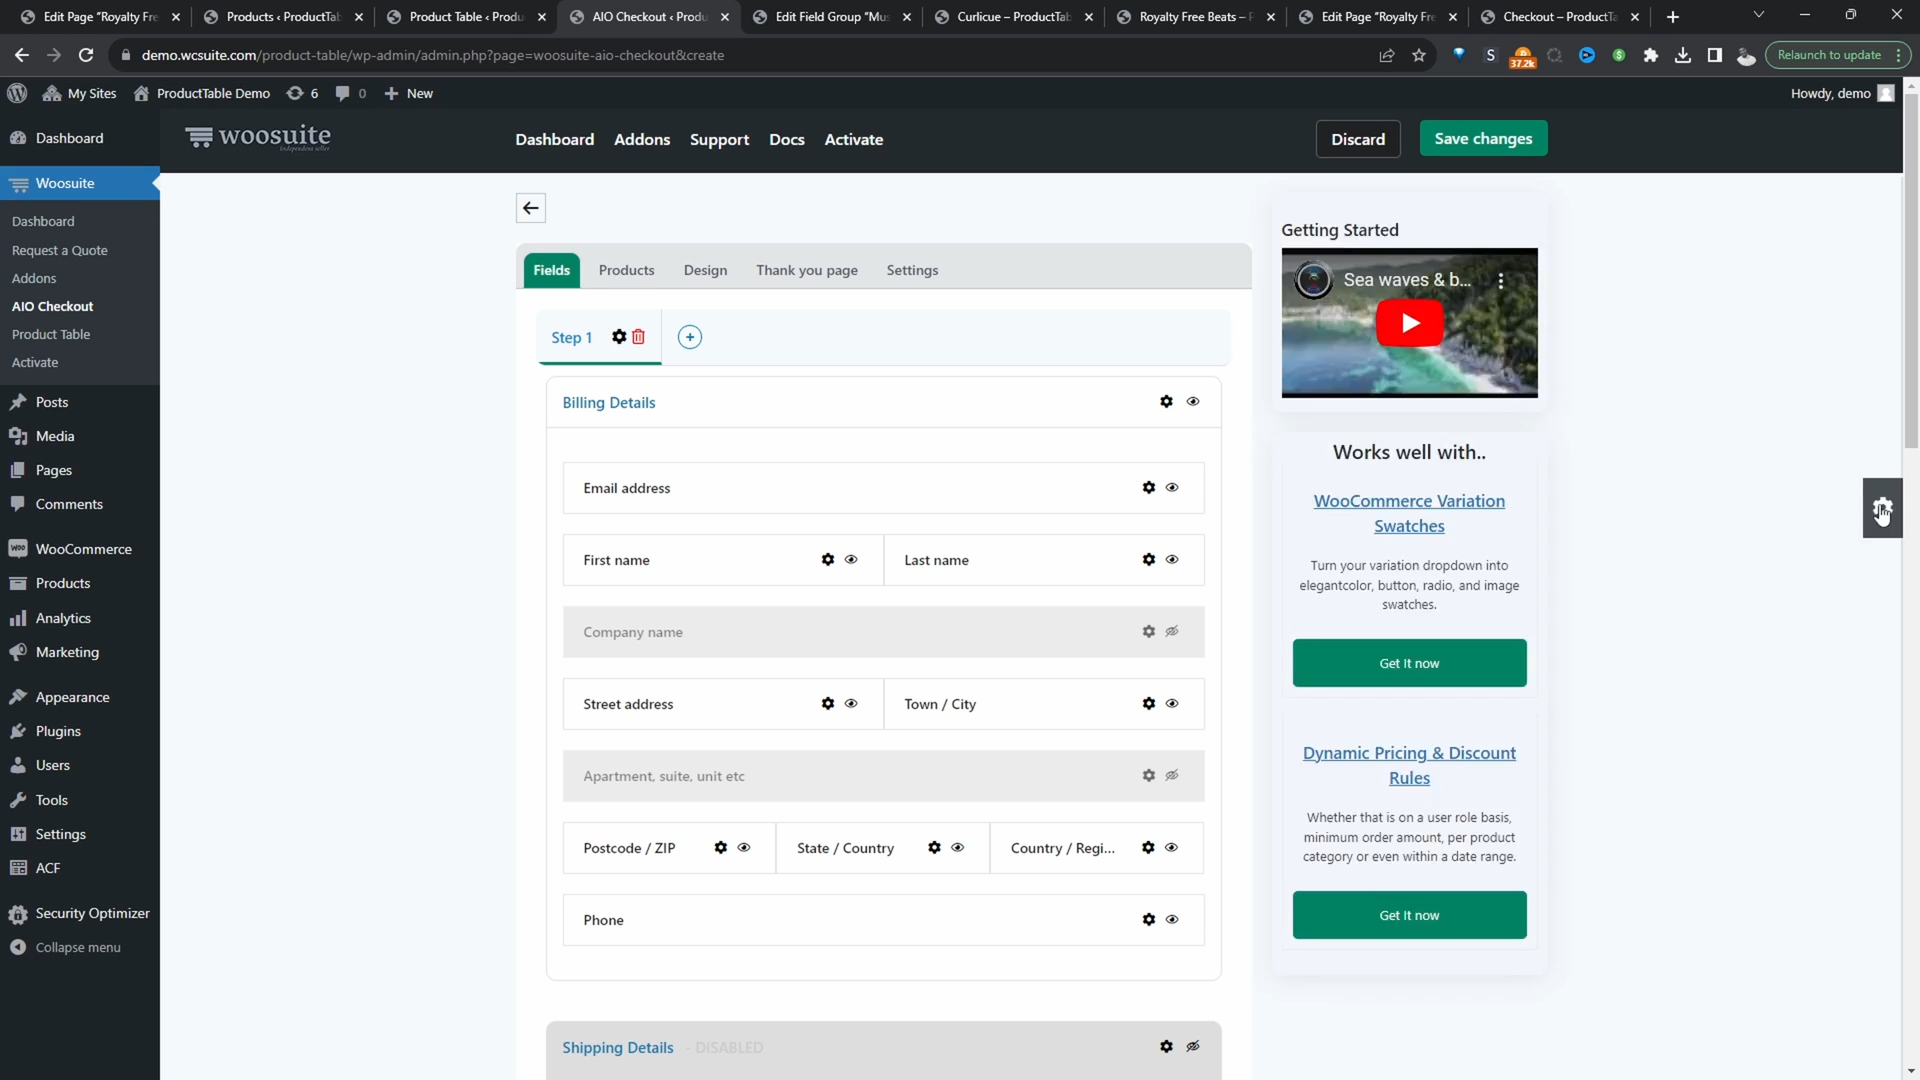 Edit Page "Royalty Fre
Products ‹ ProductTab
Product Table ‹ Produ
AIO Checkout ‹ Produ
Edit Field Group "Mus
Curlicue – ProductTab
Royalty Free Beats – P
Edit Page "Royalty Fre
Checkout – ProductTa
demo.wcsuite.com/product-table/wp-admin/admin.php?page=woosuite-aio-checkout&create
S
37.2k
Relaunch to update
My Sites
ProductTable Demo
6
0
New
Howdy, demo
Dashboard
Woosuite
Dashboard
Request a Quote
Addons
AIO Checkout
Product Table
Activate
Posts
Media
Pages
Comments
WooCommerce
Products
Analytics
Marketing
Appearance
Plugins
Users
Tools
Settings
ACF
Security Optimizer
Collapse menu
woosuite
Independent seller
Dashboard
Addons
Support
Docs
Activate
Discard
Save changes
Fields
Products
Design
Thank you page
Settings
Step 1
Billing Details
Email address
First name
Last name
Company name
Street address
Town / City
Apartment, suite, unit etc
Postcode / ZIP
State / Country
Country / Regi...
Phone
Shipping Details - DISABLED
Getting Started
Sea waves & b...
Works well with..
WooCommerce Variation
Swatches
Turn your variation dropdown into
elegantcolor, button, radio, and image
swatches.
Get It now
Dynamic Pricing & Discount
Rules
Whether that is on a user role basis,
minimum order amount, per product
category or even within a date range.
Get It now